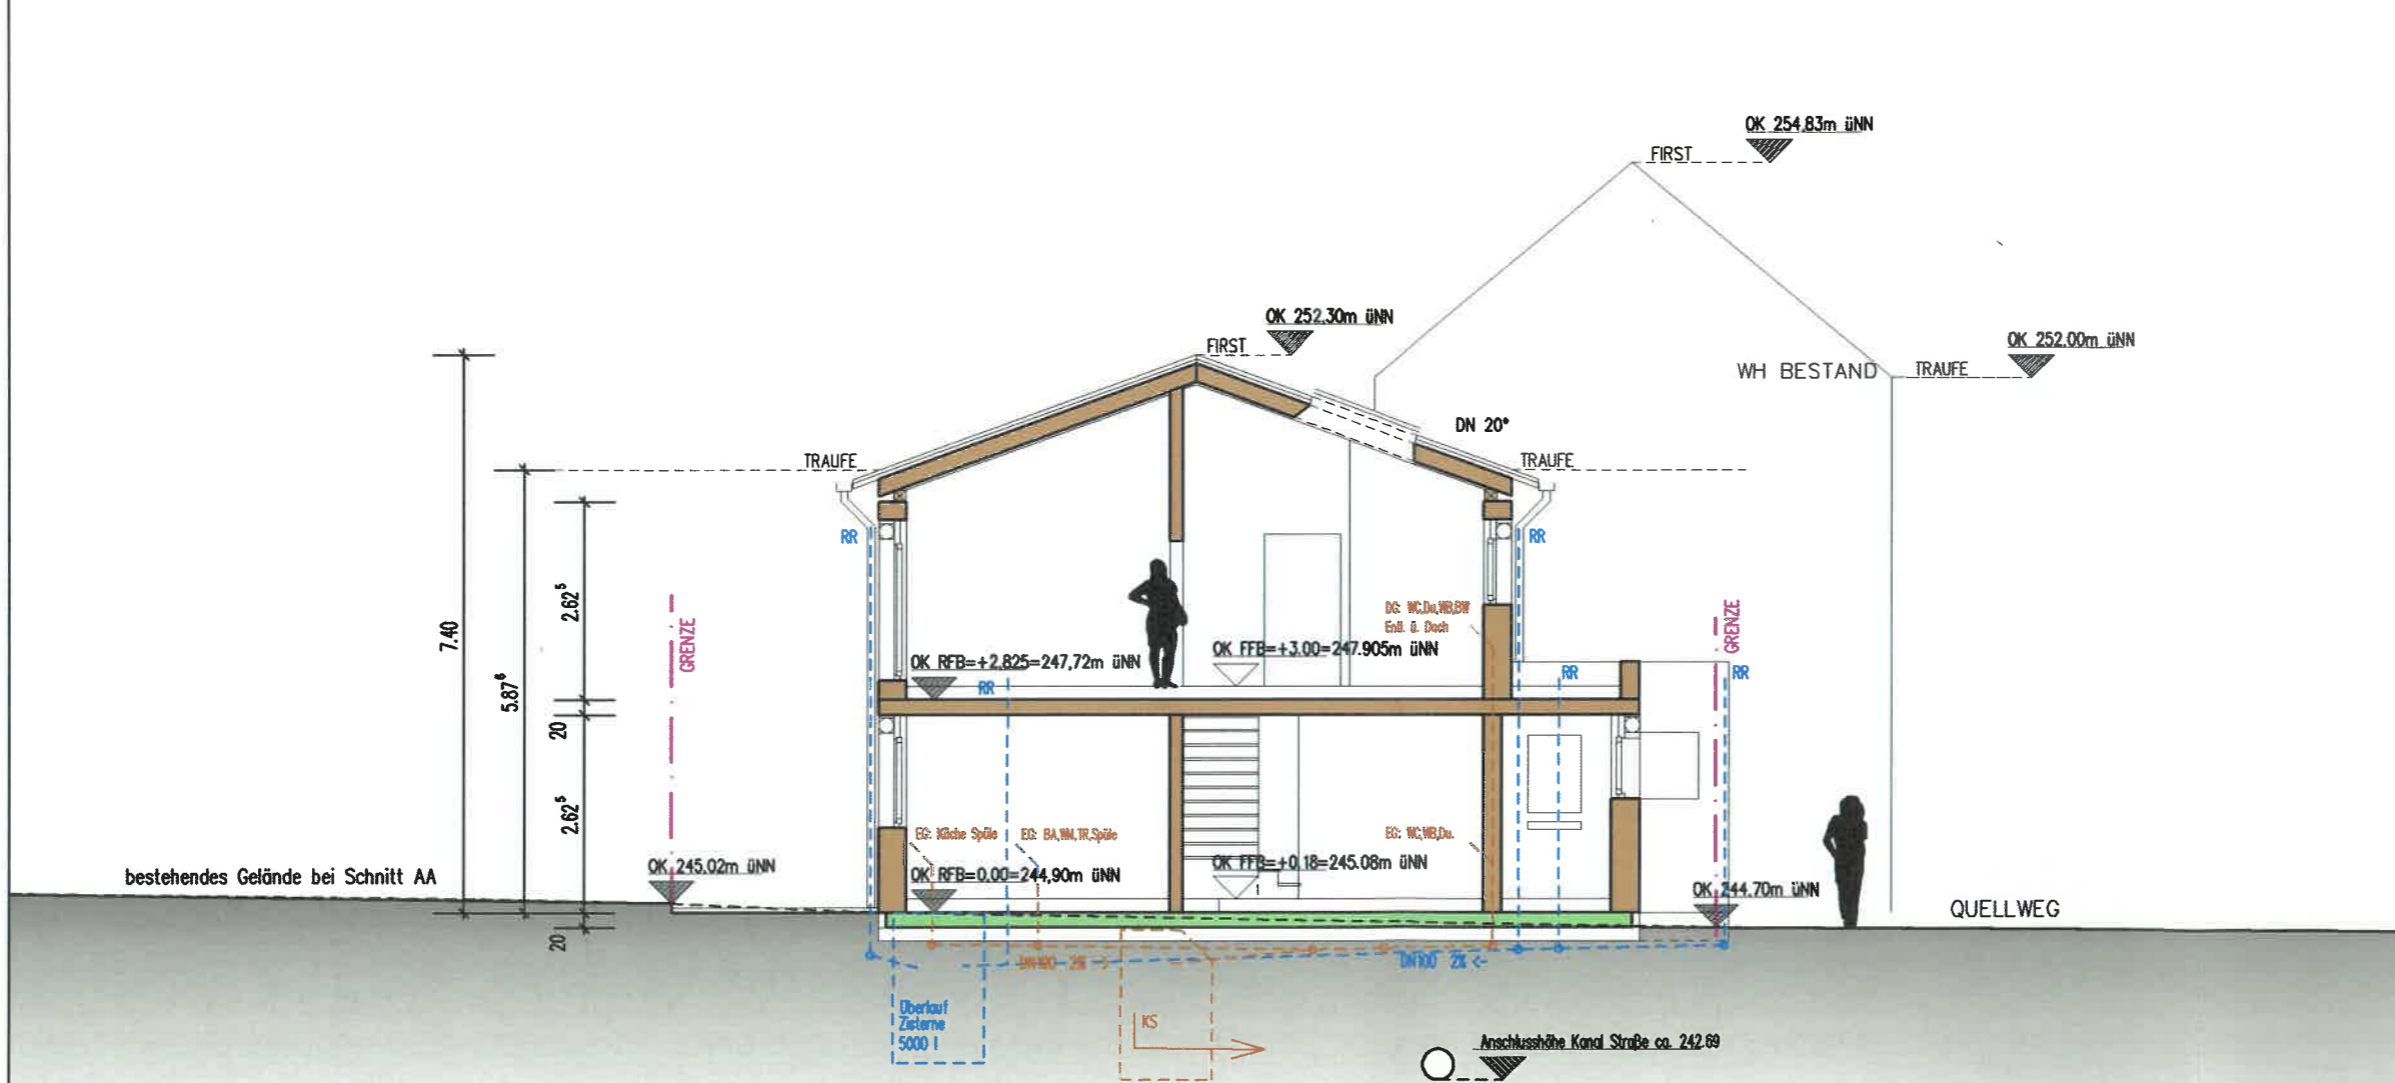 OK 254,83m üNN
FIRST
OK 252,30m üNN
FIRST
OK 252.00m üNN
WH BESTAND
TRAUFE
DN 20°
TRAUFE
TRAUFE
RR
RR
7.40
5.87⁶
2.62⁵
20
2.62⁵
20
GRENZE
GRENZE
DG: WC,Du,WB,BW
Entl. ü. Dach
OK RFB=+2,825=247,72m üNN
OK FFB=+3.00=247.905m üNN
RR
RR
RR
EG: Küche Spüle
EG: BA,WM,TR,Spüle
EG: WC,WB,Du.
OK 245.02m üNN
OK FFB=+0,18=245.08m üNN
bestehendes Gelände bei Schnitt AA
OK RFB=0,00=244,90m üNN
OK 244.70m üNN
QUELLWEG
DN100 2% ->
DN100 2% <-
Überlauf
Zisterne
5000 l
KS
Anschlusshöhe Kanal Straße ca. 242.69